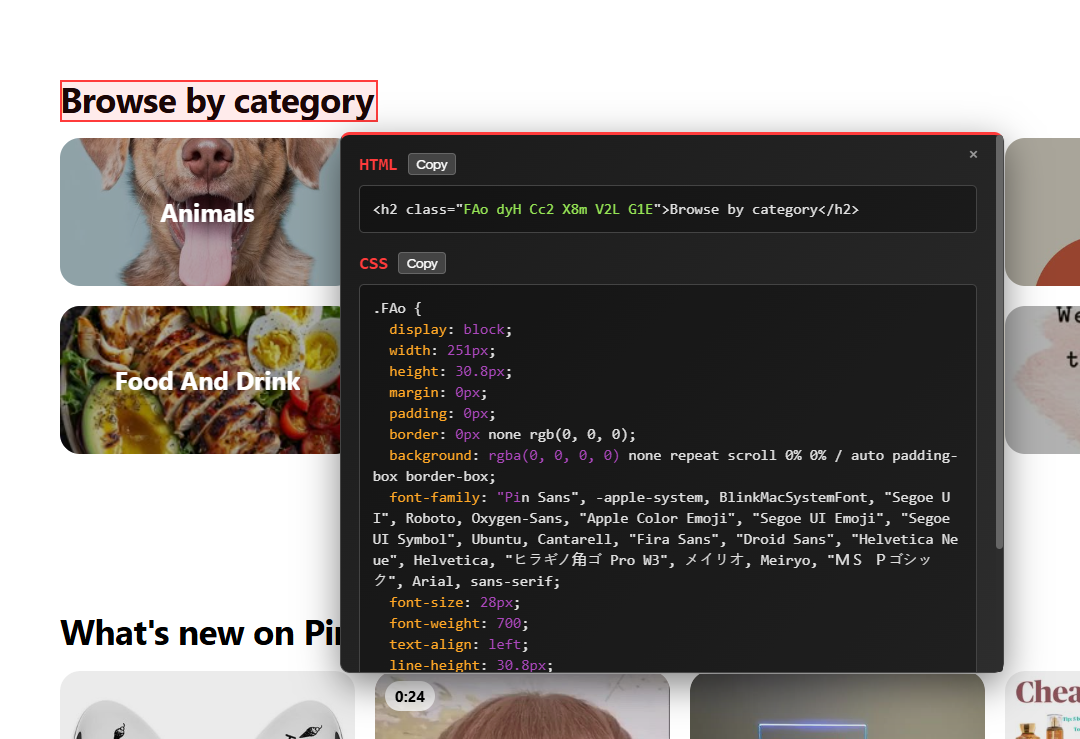 Browse by category
Animals
Food And Drink
HTML Copy ×
<h2 class="FAo dyH Cc2 X8m V2L G1E">Browse by category</h2>
CSS Copy
.FAo {
display: block;
width: 251px;
height: 30.8px;
margin: 0px;
padding: 0px;
border: 0px none rgb(0, 0, 0);
background: rgba(0, 0, 0, 0) none repeat scroll 0% 0% / auto padding-
box border-box;
font-family: "Pin Sans", -apple-system, BlinkMacSystemFont, "Segoe U
I", Roboto, Oxygen-Sans, "Apple Color Emoji", "Segoe UI Emoji", "Segoe
UI Symbol", Ubuntu, Cantarell, "Fira Sans", "Droid Sans", "Helvetica Ne
ue", Helvetica, "ヒラギノ角ゴ Pro W3", メイリオ, Meiryo, "ＭＳ Ｐゴシッ
ク", Arial, sans-serif;
font-size: 28px;
font-weight: 700;
text-align: left;
line-height: 30.8px;
We
t
What's new on Pin
0:24
Chea